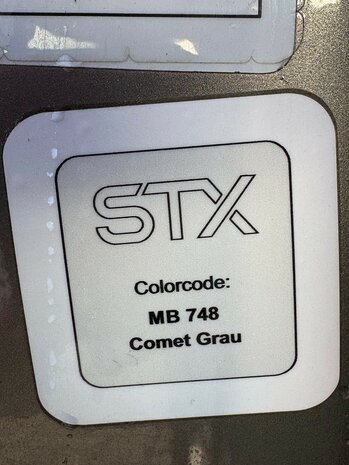 STX
Colorcode:
MB 748
Comet Grau